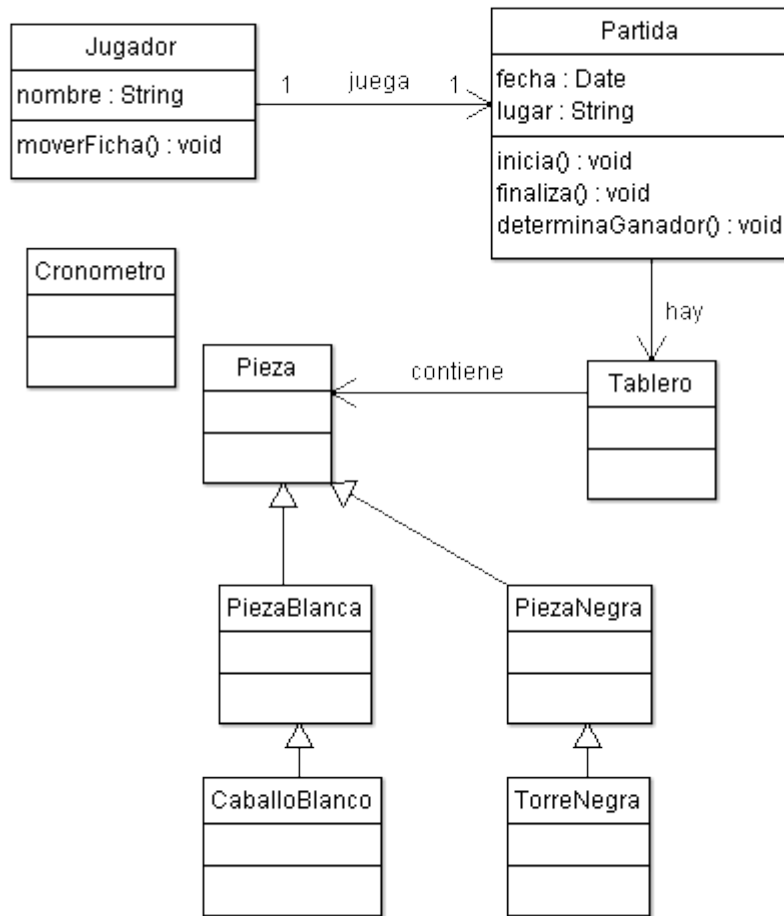 Jugador
nombre : String
moverFicha() : void
1
juega
1
Partida
fecha : Date
lugar : String
inicia() : void
finaliza() : void
determinaGanador() : void
Cronometro
hay
Pieza
contiene
Tablero
PiezaBlanca
PiezaNegra
CaballoBlanco
TorreNegra